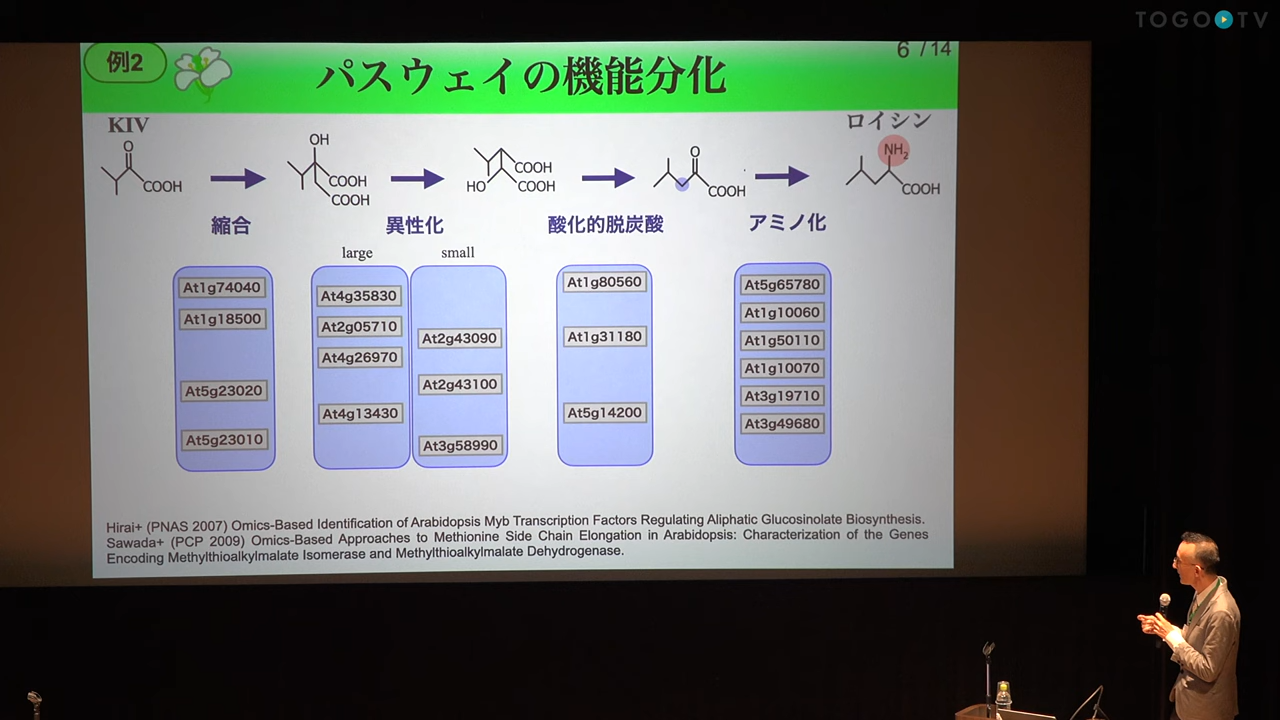 TOGO TV
例2
パスウェイの機能分化
6 /14
KIV
ロイシン
O
COOH
OH
COOH
COOH
COOH
HO
COOH
O
COOH
NH2
COOH
縮合
異性化
酸化的脱炭酸
アミノ化
large
small
At1g74040
At1g18500
At5g23020
At5g23010
At4g35830
At2g05710
At4g26970
At4g13430
At2g43090
At2g43100
At3g58990
At1g80560
At1g31180
At5g14200
At5g65780
At1g10060
At1g50110
At1g10070
At3g19710
At3g49680
Hirai+ (PNAS 2007) Omics-Based Identification of Arabidopsis Myb Transcription Factors Regulating Aliphatic Glucosinolate Biosynthesis.
Sawada+ (PCP 2009) Omics-Based Approaches to Methionine Side Chain Elongation in Arabidopsis: Characterization of the Genes
Encoding Methylthioalkylmalate Isomerase and Methylthioalkylmalate Dehydrogenase.